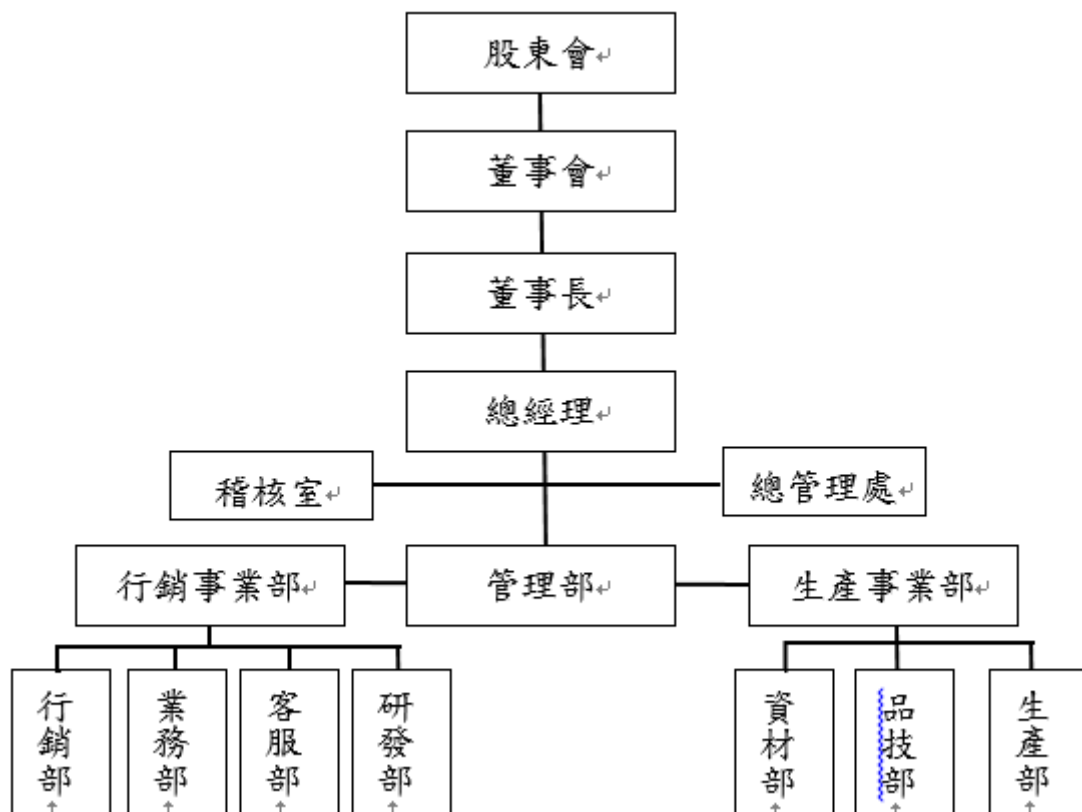 股東會
董事會
董事長
總經理
稽核室
總管理處
行銷事業部
管理部
生產事業部
行銷部
業務部
客服部
研發部
資材部
品技部
生產部